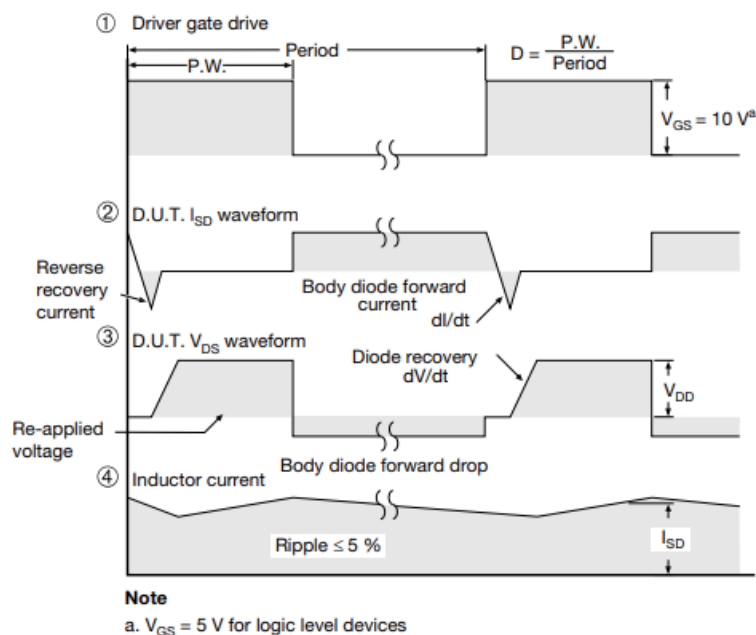 ① Driver gate drive
Period
P.W.
D = P.W. / Period
V_GS = 10 V^a
② D.U.T. I_SD waveform
Reverse
recovery
current
Body diode forward
current
dI/dt
③ D.U.T. V_DS waveform
Diode recovery
dV/dt
V_DD
Re-applied
voltage
Body diode forward drop
④ Inductor current
Ripple ≤ 5 %
I_SD
Note
a. V_GS = 5 V for logic level devices